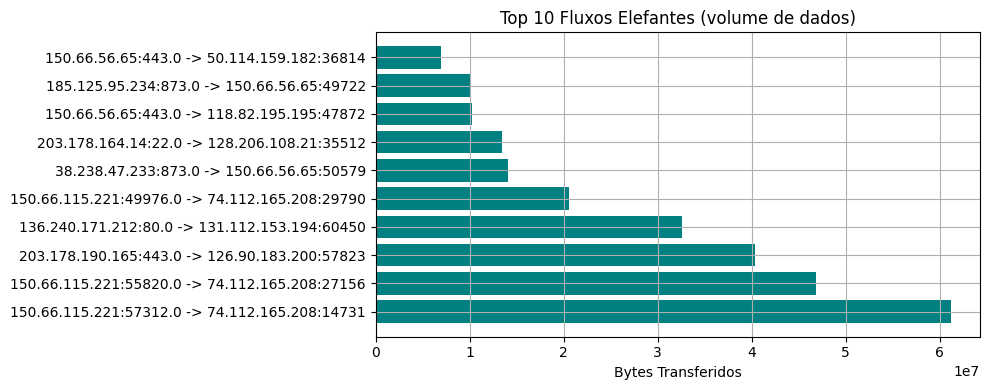 Top 10 Fluxos Elefantes (volume de dados)
150.66.56.65:443.0 -> 50.114.159.182:36814
185.125.95.234:873.0 -> 150.66.56.65:49722
150.66.56.65:443.0 -> 118.82.195.195:47872
203.178.164.14:22.0 -> 128.206.108.21:35512
38.238.47.233:873.0 -> 150.66.56.65:50579
150.66.115.221:49976.0 -> 74.112.165.208:29790
136.240.171.212:80.0 -> 131.112.153.194:60450
203.178.190.165:443.0 -> 126.90.183.200:57823
150.66.115.221:55820.0 -> 74.112.165.208:27156
150.66.115.221:57312.0 -> 74.112.165.208:14731
0 1 2 3 4 5 6
1e7
Bytes Transferidos